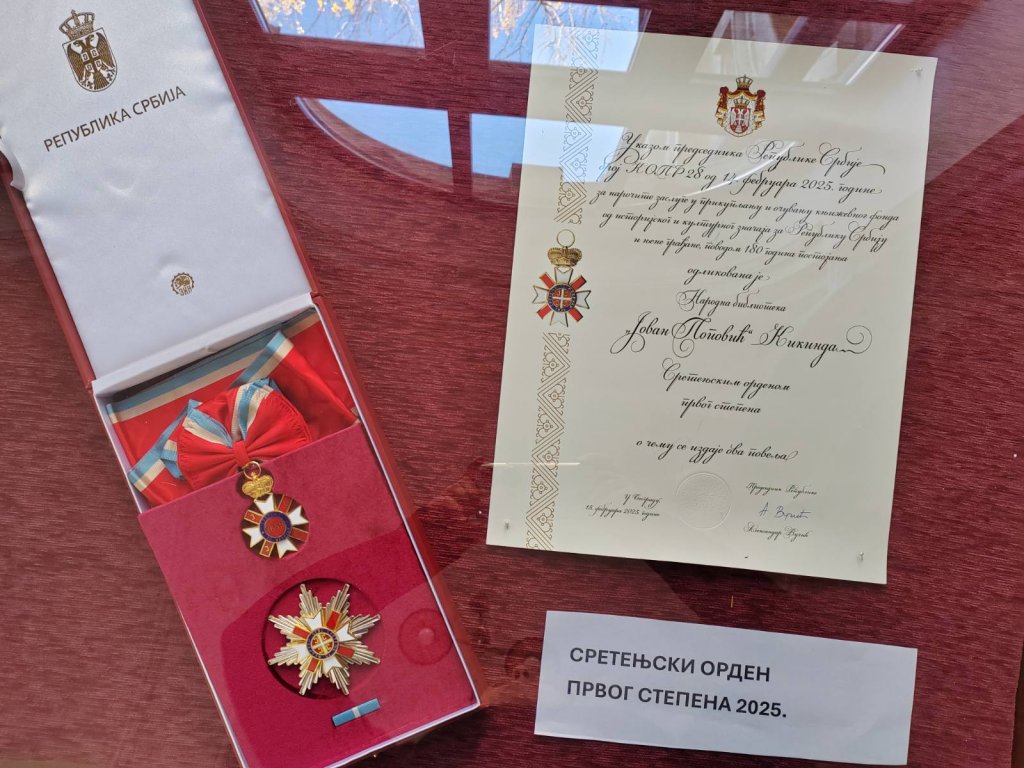 РЕПУБЛИКА СРБИЈА
Указом председника Републике Србије
број КОПР 28 од 12. фебруара 2025. године
за нарочите заслуге у прикупљању и очувању књижевног фонда
од историјског и културног значаја за Републику Србију
и њене грађане, поводом 180 година постојања
одликована је
Народна библиотека
„Јован Поповић“ Кикинда
Сретењским орденом
првог степена
о чему се издаје ова повеља
У Београду,
15. фебруара 2025. године
Председник Републике
А Вучић
Александар Вучић
СРЕТЕЊСКИ ОРДЕН
ПРВОГ СТЕПЕНА 2025.